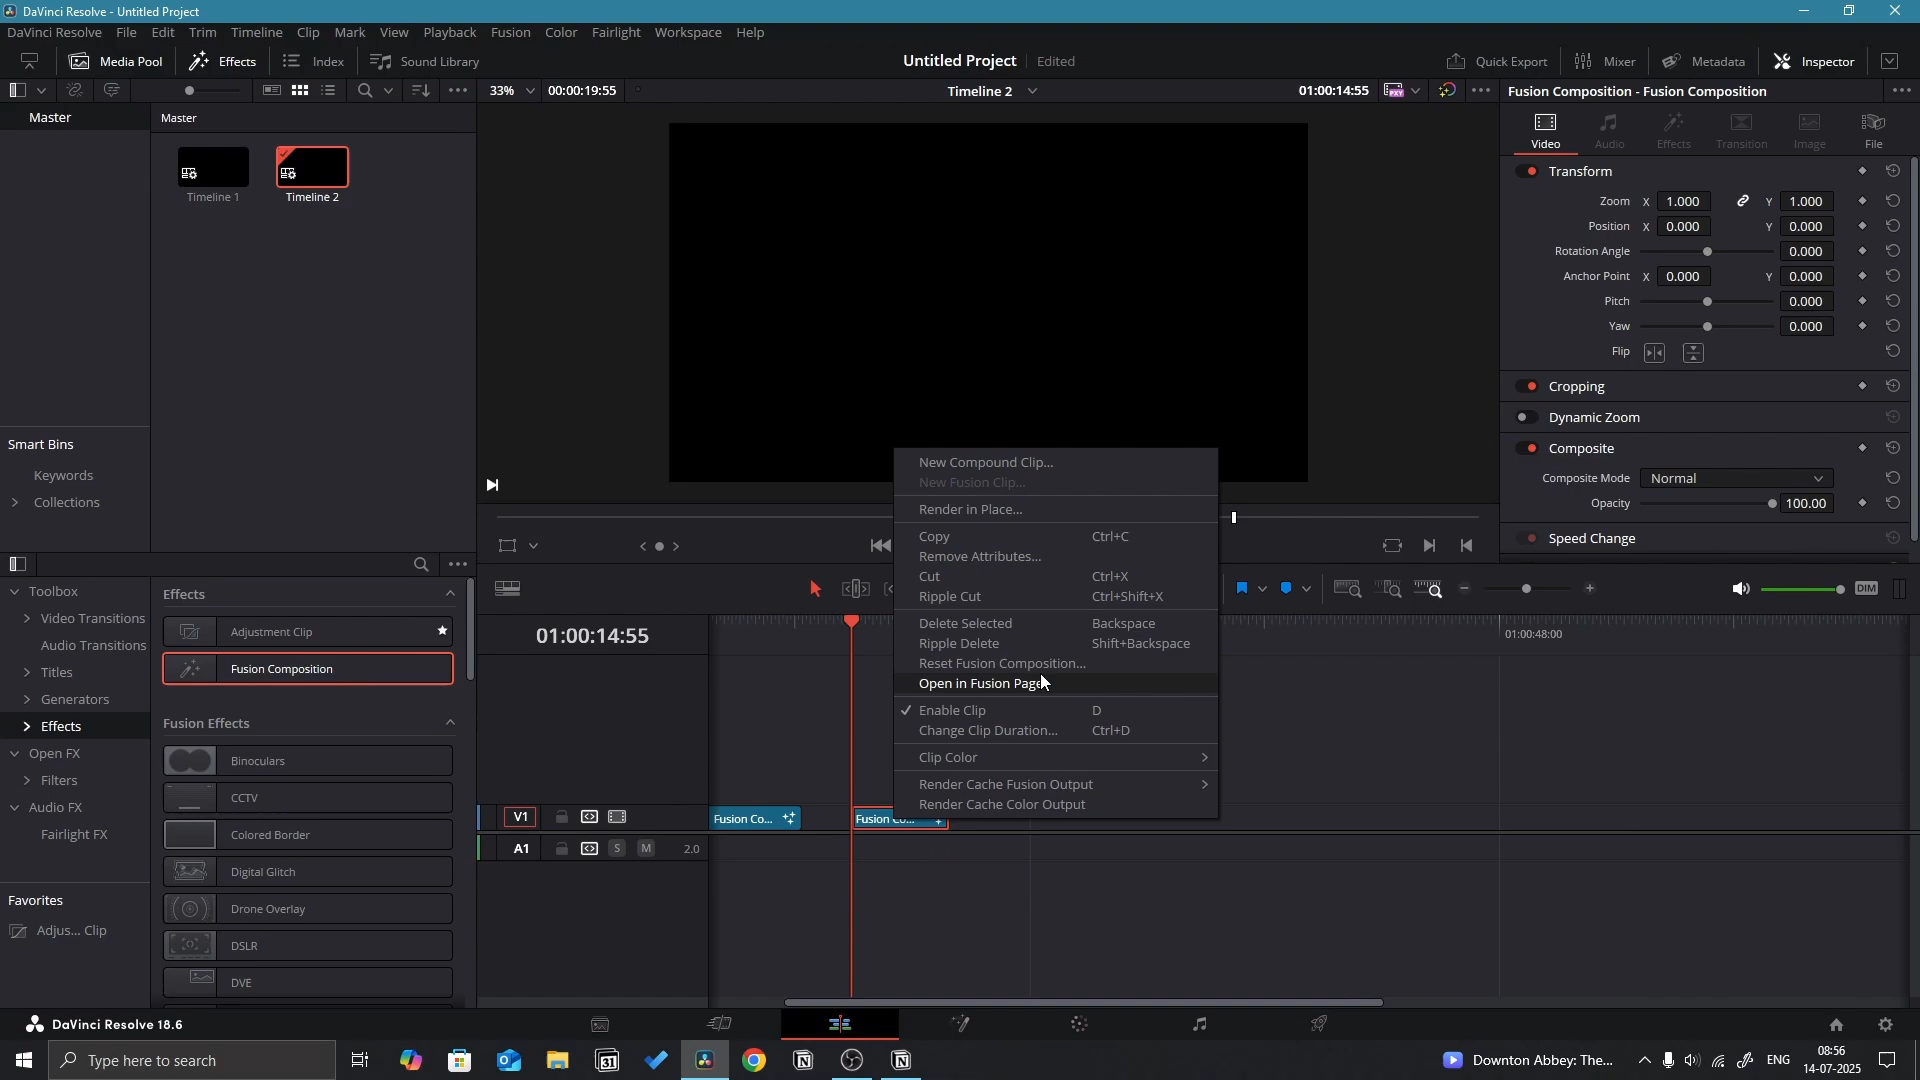 DaVinci Resolve - Untitled Project
DaVinci Resolve File Edit Trim Timeline Clip Mark View Playback Fusion Color Fairlight Workspace Help
Media Pool Effects Index Sound Library Untitled Project Edited Quick Export Mixer Metadata Inspector
33% 00:00:19:55 Timeline 2 01:00:14:55 Fusion Composition - Fusion Composition
Master Master
Timeline 1 Timeline 2
Video Audio Effects Transition Image File
Transform
Zoom X 1.000 Y 1.000
Position X 0.000 Y 0.000
Rotation Angle 0.000
Anchor Point X 0.000 Y 0.000
Pitch 0.000
Yaw 0.000
Flip
Cropping
Dynamic Zoom
Composite
Composite Mode Normal
Opacity 100.00
Speed Change
Smart Bins
Keywords
Collections
New Compound Clip...
New Fusion Clip...
Render in Place...
Copy Ctrl+C
Remove Attributes...
Cut Ctrl+X
Ripple Cut Ctrl+Shift+X
Delete Selected Backspace
Ripple Delete Shift+Backspace
Reset Fusion Composition...
Open in Fusion Page
Enable Clip D
Change Clip Duration... Ctrl+D
Clip Color
Render Cache Fusion Output
Render Cache Color Output
Toolbox
Video Transitions
Audio Transitions
Titles
Generators
Effects
Open FX
Filters
Audio FX
Fairlight FX
Favorites
Adjus... Clip
Effects
Adjustment Clip
Fusion Composition
Fusion Effects
Binoculars
CCTV
Colored Border
Digital Glitch
Drone Overlay
DSLR
DVE
DIM
01:00:14:55 01:00:48:00
V1 Fusion Co... Fusion Co...
A1 S M 2.0
DaVinci Resolve 18.6
Type here to search 31 Downton Abbey: The... ENG 08:56
14-07-2025